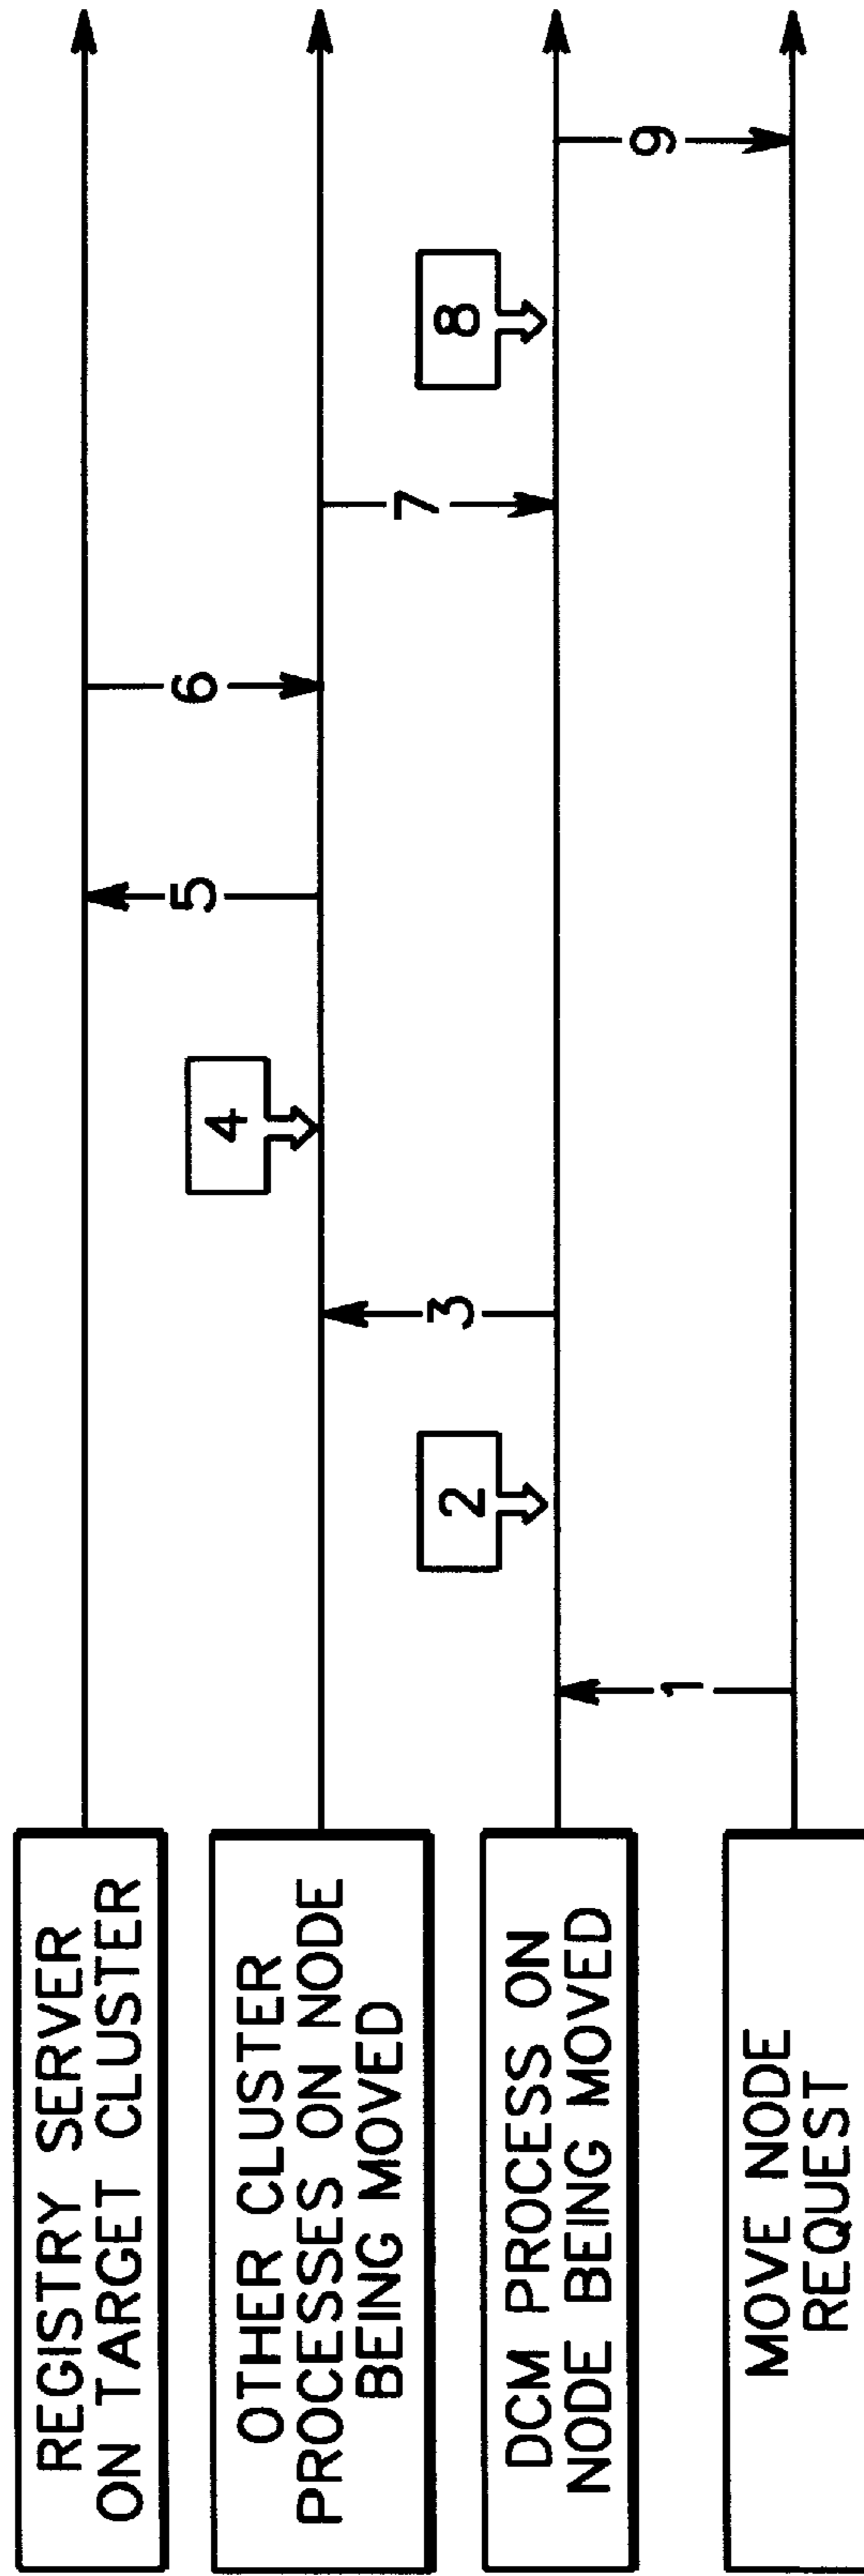 REGISTRY SERVER
ON TARGET CLUSTER
OTHER CLUSTER
PROCESSES ON NODE
BEING MOVED
DCM PROCESS ON
NODE BEING MOVED
MOVE NODE
REQUEST
1
2
3
4
5
6
7
8
9